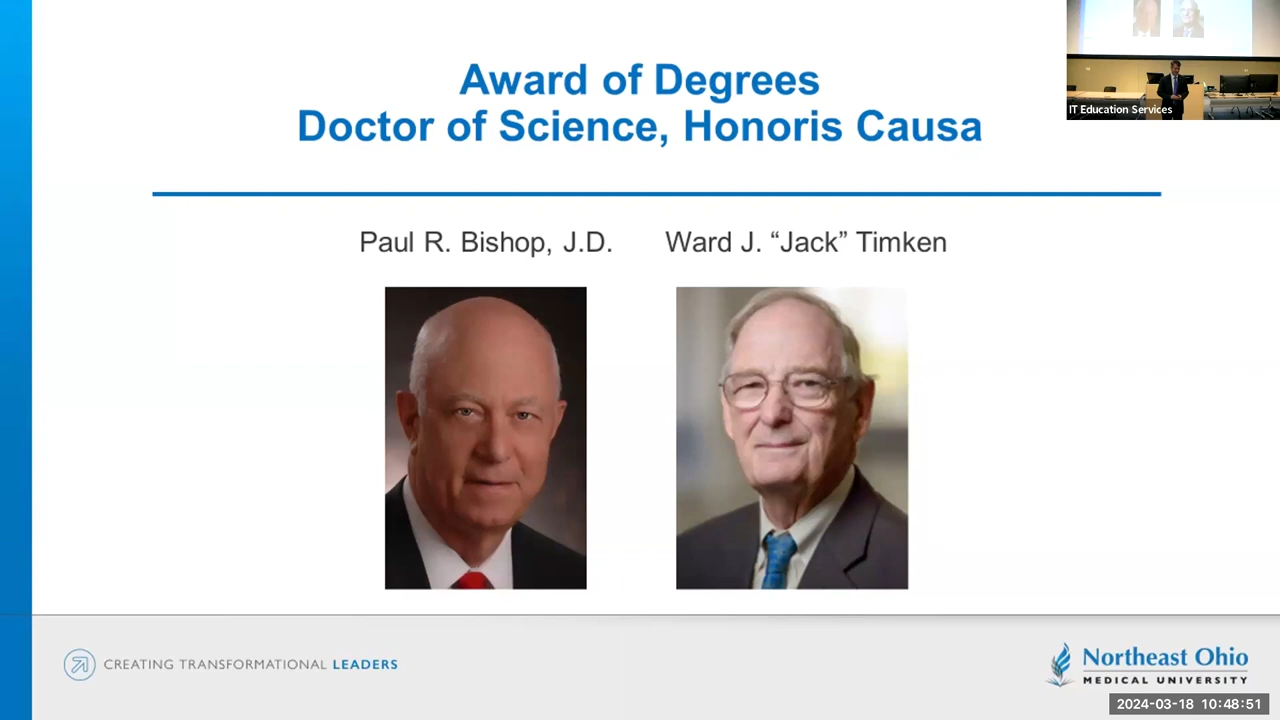 Award of Degrees
Doctor of Science, Honoris Causa
IT Education Services
Paul R. Bishop, J.D.
Ward J. “Jack” Timken
CREATING TRANSFORMATIONAL LEADERS
Northeast Ohio
MEDICAL UNIVERSITY
2024-03-18 10:48:51